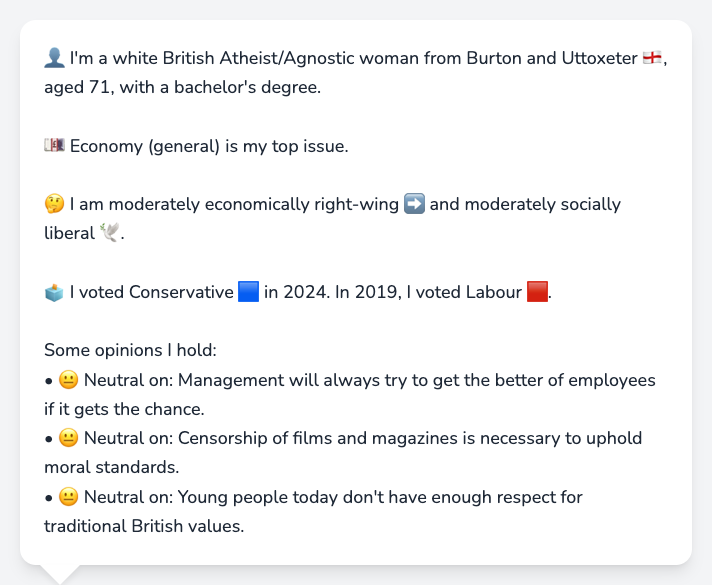 👤 I'm a white British Atheist/Agnostic woman from Burton and Uttoxeter 🏴󠁧󠁢󠁥󠁮󠁧󠁿,
aged 71, with a bachelor's degree.
💷 Economy (general) is my top issue.
🤔 I am moderately economically right-wing ➡️ and moderately socially
liberal 🕊️.
🗳️ I voted Conservative 🟦 in 2024. In 2019, I voted Labour 🟥.
Some opinions I hold:
• 😐 Neutral on: Management will always try to get the better of employees
if it gets the chance.
• 😐 Neutral on: Censorship of films and magazines is necessary to uphold
moral standards.
• 😐 Neutral on: Young people today don't have enough respect for
traditional British values.